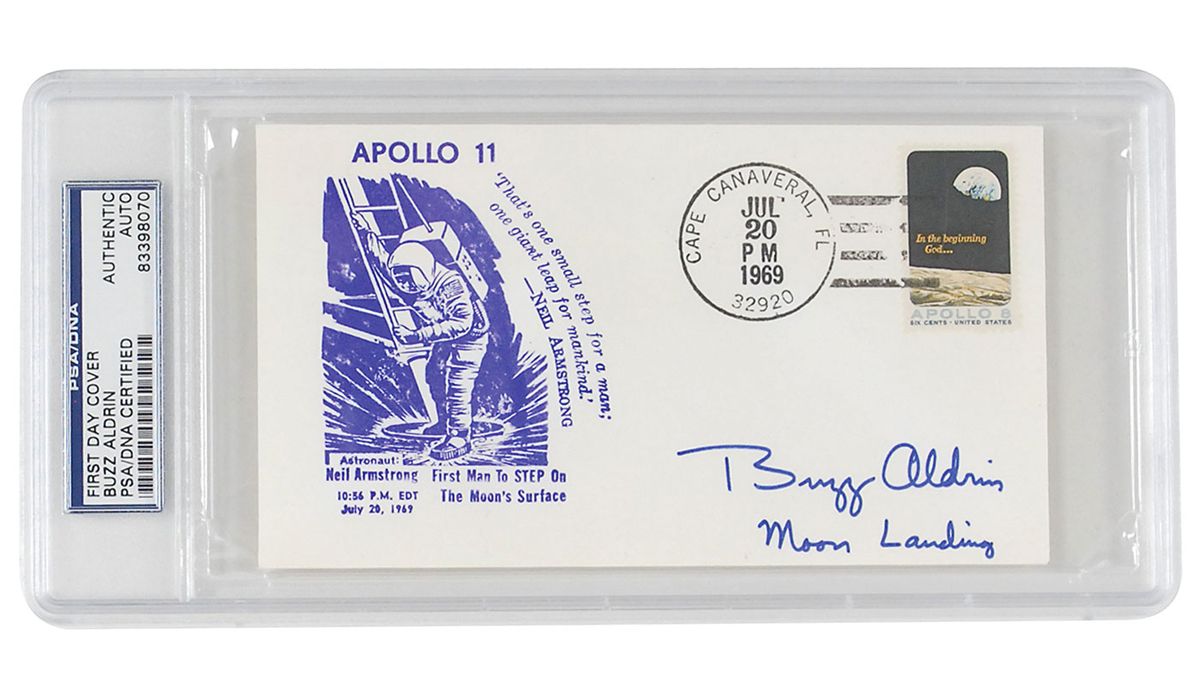 PSA/DNA
FIRST DAY COVER
BUZZ ALDRIN
PSA/DNA CERTIFIED
AUTHENTIC
AUTO
83398070
APOLLO 11
'That's one small step for a man;
one giant leap for mankind.'
—NEIL ARMSTRONG
Astronaut:
Neil Armstrong First Man To STEP On
The Moon's Surface
10:56 P.M. EDT
July 20, 1969
CAPE CANAVERAL, FL
JUL
20
PM
1969
32920
In the beginning
God...
APOLLO 8
SIX CENTS · UNITED STATES
Buzz Aldrin
Moon Landing